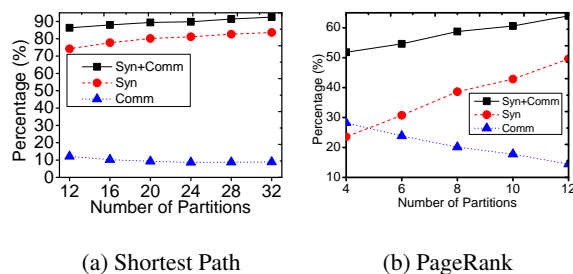 90
80
70
60
50
40
30
20
10
0
Percentage (%)
Syn+Comm
Syn
Comm
12 16 20 24 28 32
Number of Partitions
60
50
40
30
20
10
Percentage (%)
Syn+Comm
Syn
Comm
4 6 8 10 12
Number of Partitions
(a) Shortest Path
(b) PageRank